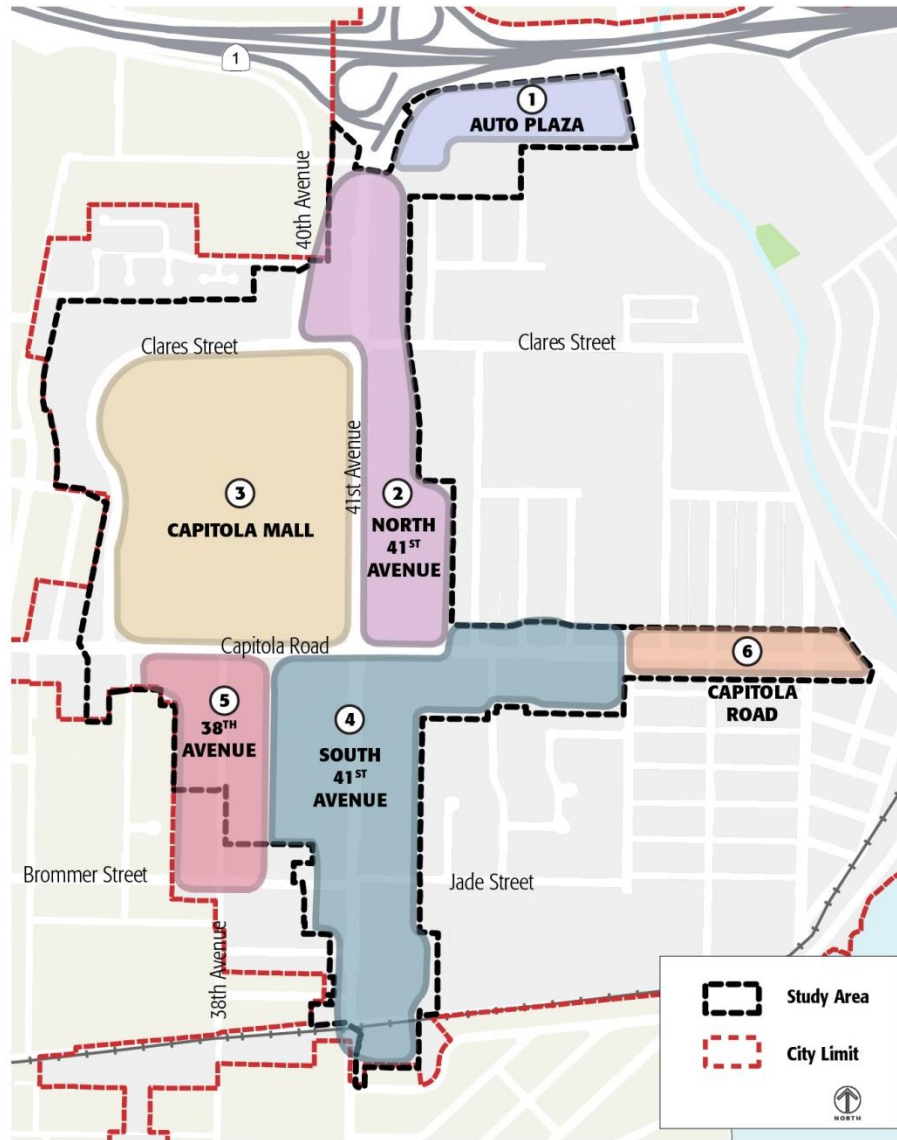 1
1
AUTO PLAZA
40th Avenue
Clares Street
Clares Street
41st Avenue
3
CAPITOLA MALL
2
NORTH
41ST
AVENUE
Capitola Road
6
CAPITOLA
ROAD
5
38TH
AVENUE
4
SOUTH
41ST
AVENUE
Brommer Street
Jade Street
38th Avenue
Study Area
City Limit
NORTH